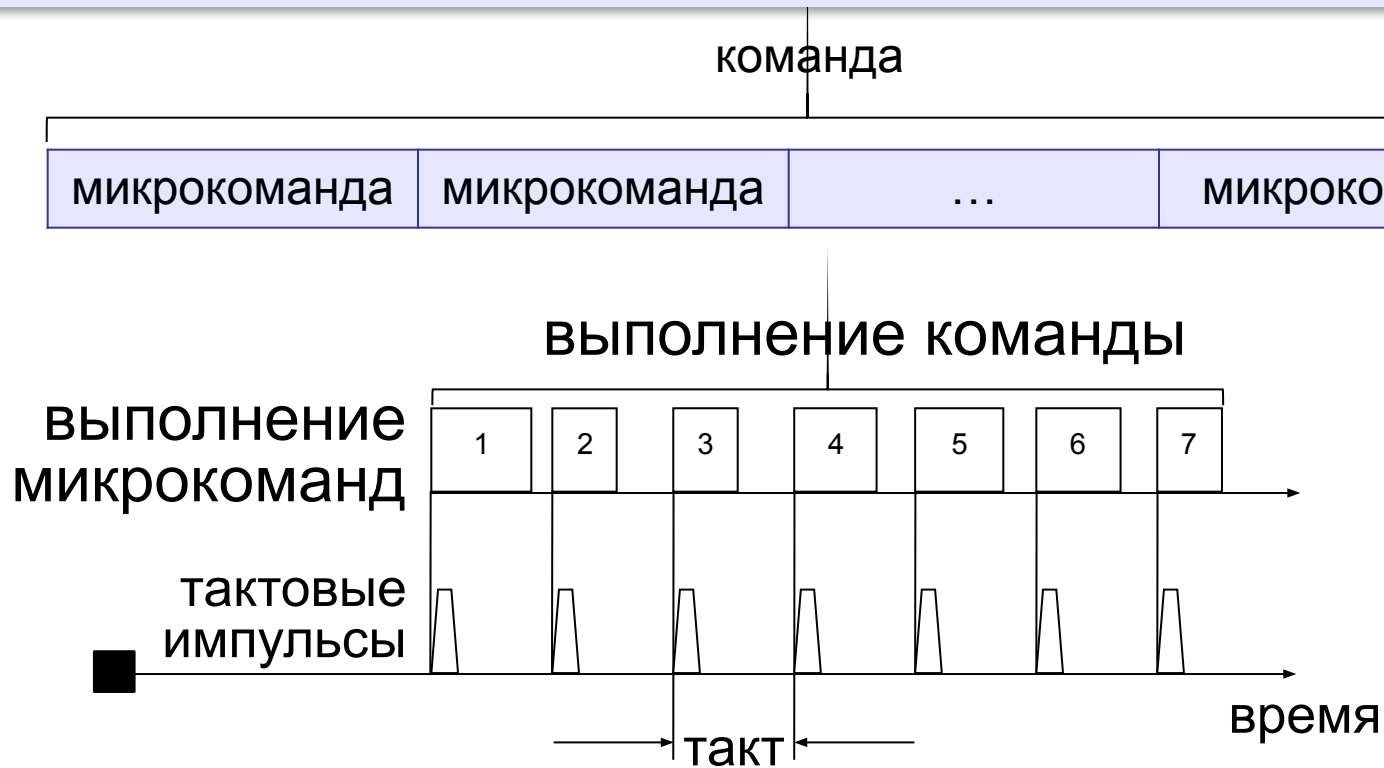 команда
микрокоманда микрокоманда … микроко
выполнение команды
выполнение
микрокоманд
1 2 3 4 5 6 7
тактовые
импульсы
время
такт